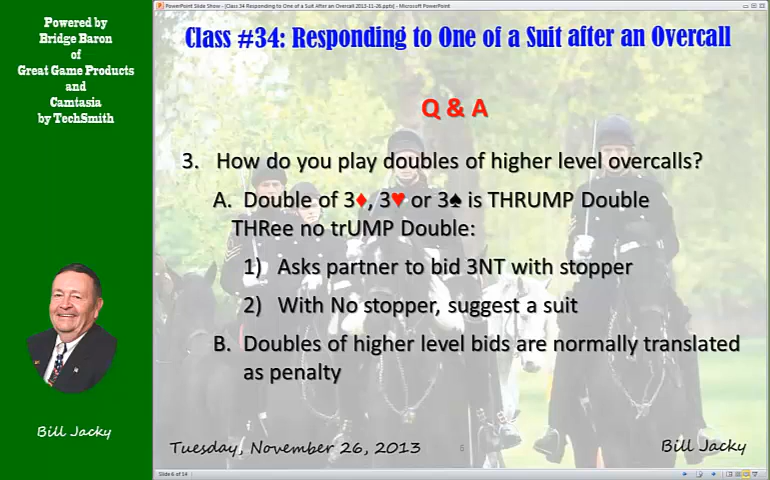 PowerPoint Slide Show - [Class 34 Responding to One of a Suit After an Overcall 2013-11-26.pptx] - Microsoft PowerPoint
Powered by
Bridge Baron
of
Great Game Products
and
Camtasia
by TechSmith
Bill Jacky
Class #34: Responding to One of a Suit after an Overcall
Q & A
3. How do you play doubles of higher level overcalls?
A. Double of 3♦, 3♥ or 3♠ is THRUMP Double
THRee no trUMP Double:
1) Asks partner to bid 3NT with stopper
2) With No stopper, suggest a suit
B. Doubles of higher level bids are normally translated
as penalty
Tuesday, November 26, 2013
6
Bill Jacky
Slide 6 of 14